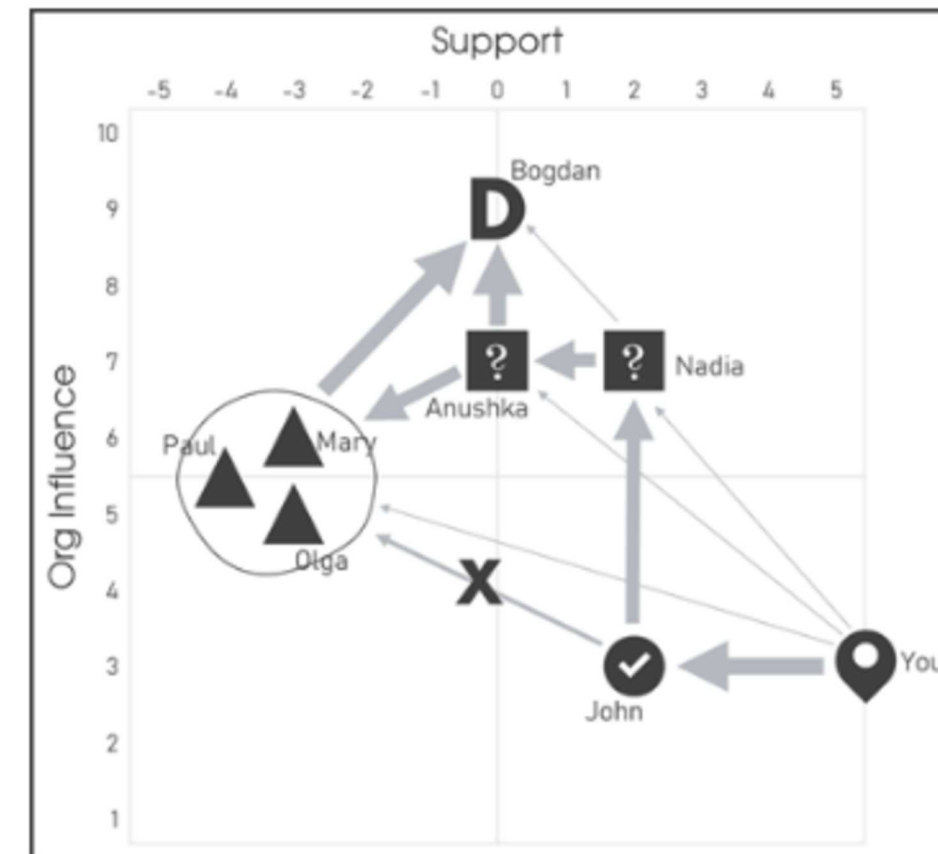 Support
-5 -4 -3 -2 -1 0 1 2 3 4 5
10
Bogdan
9
D
8
7
?
?
Nadia
Anushka
6
Paul
Mary
Org Influence
5
Olga
4
X
3
You
John
2
1